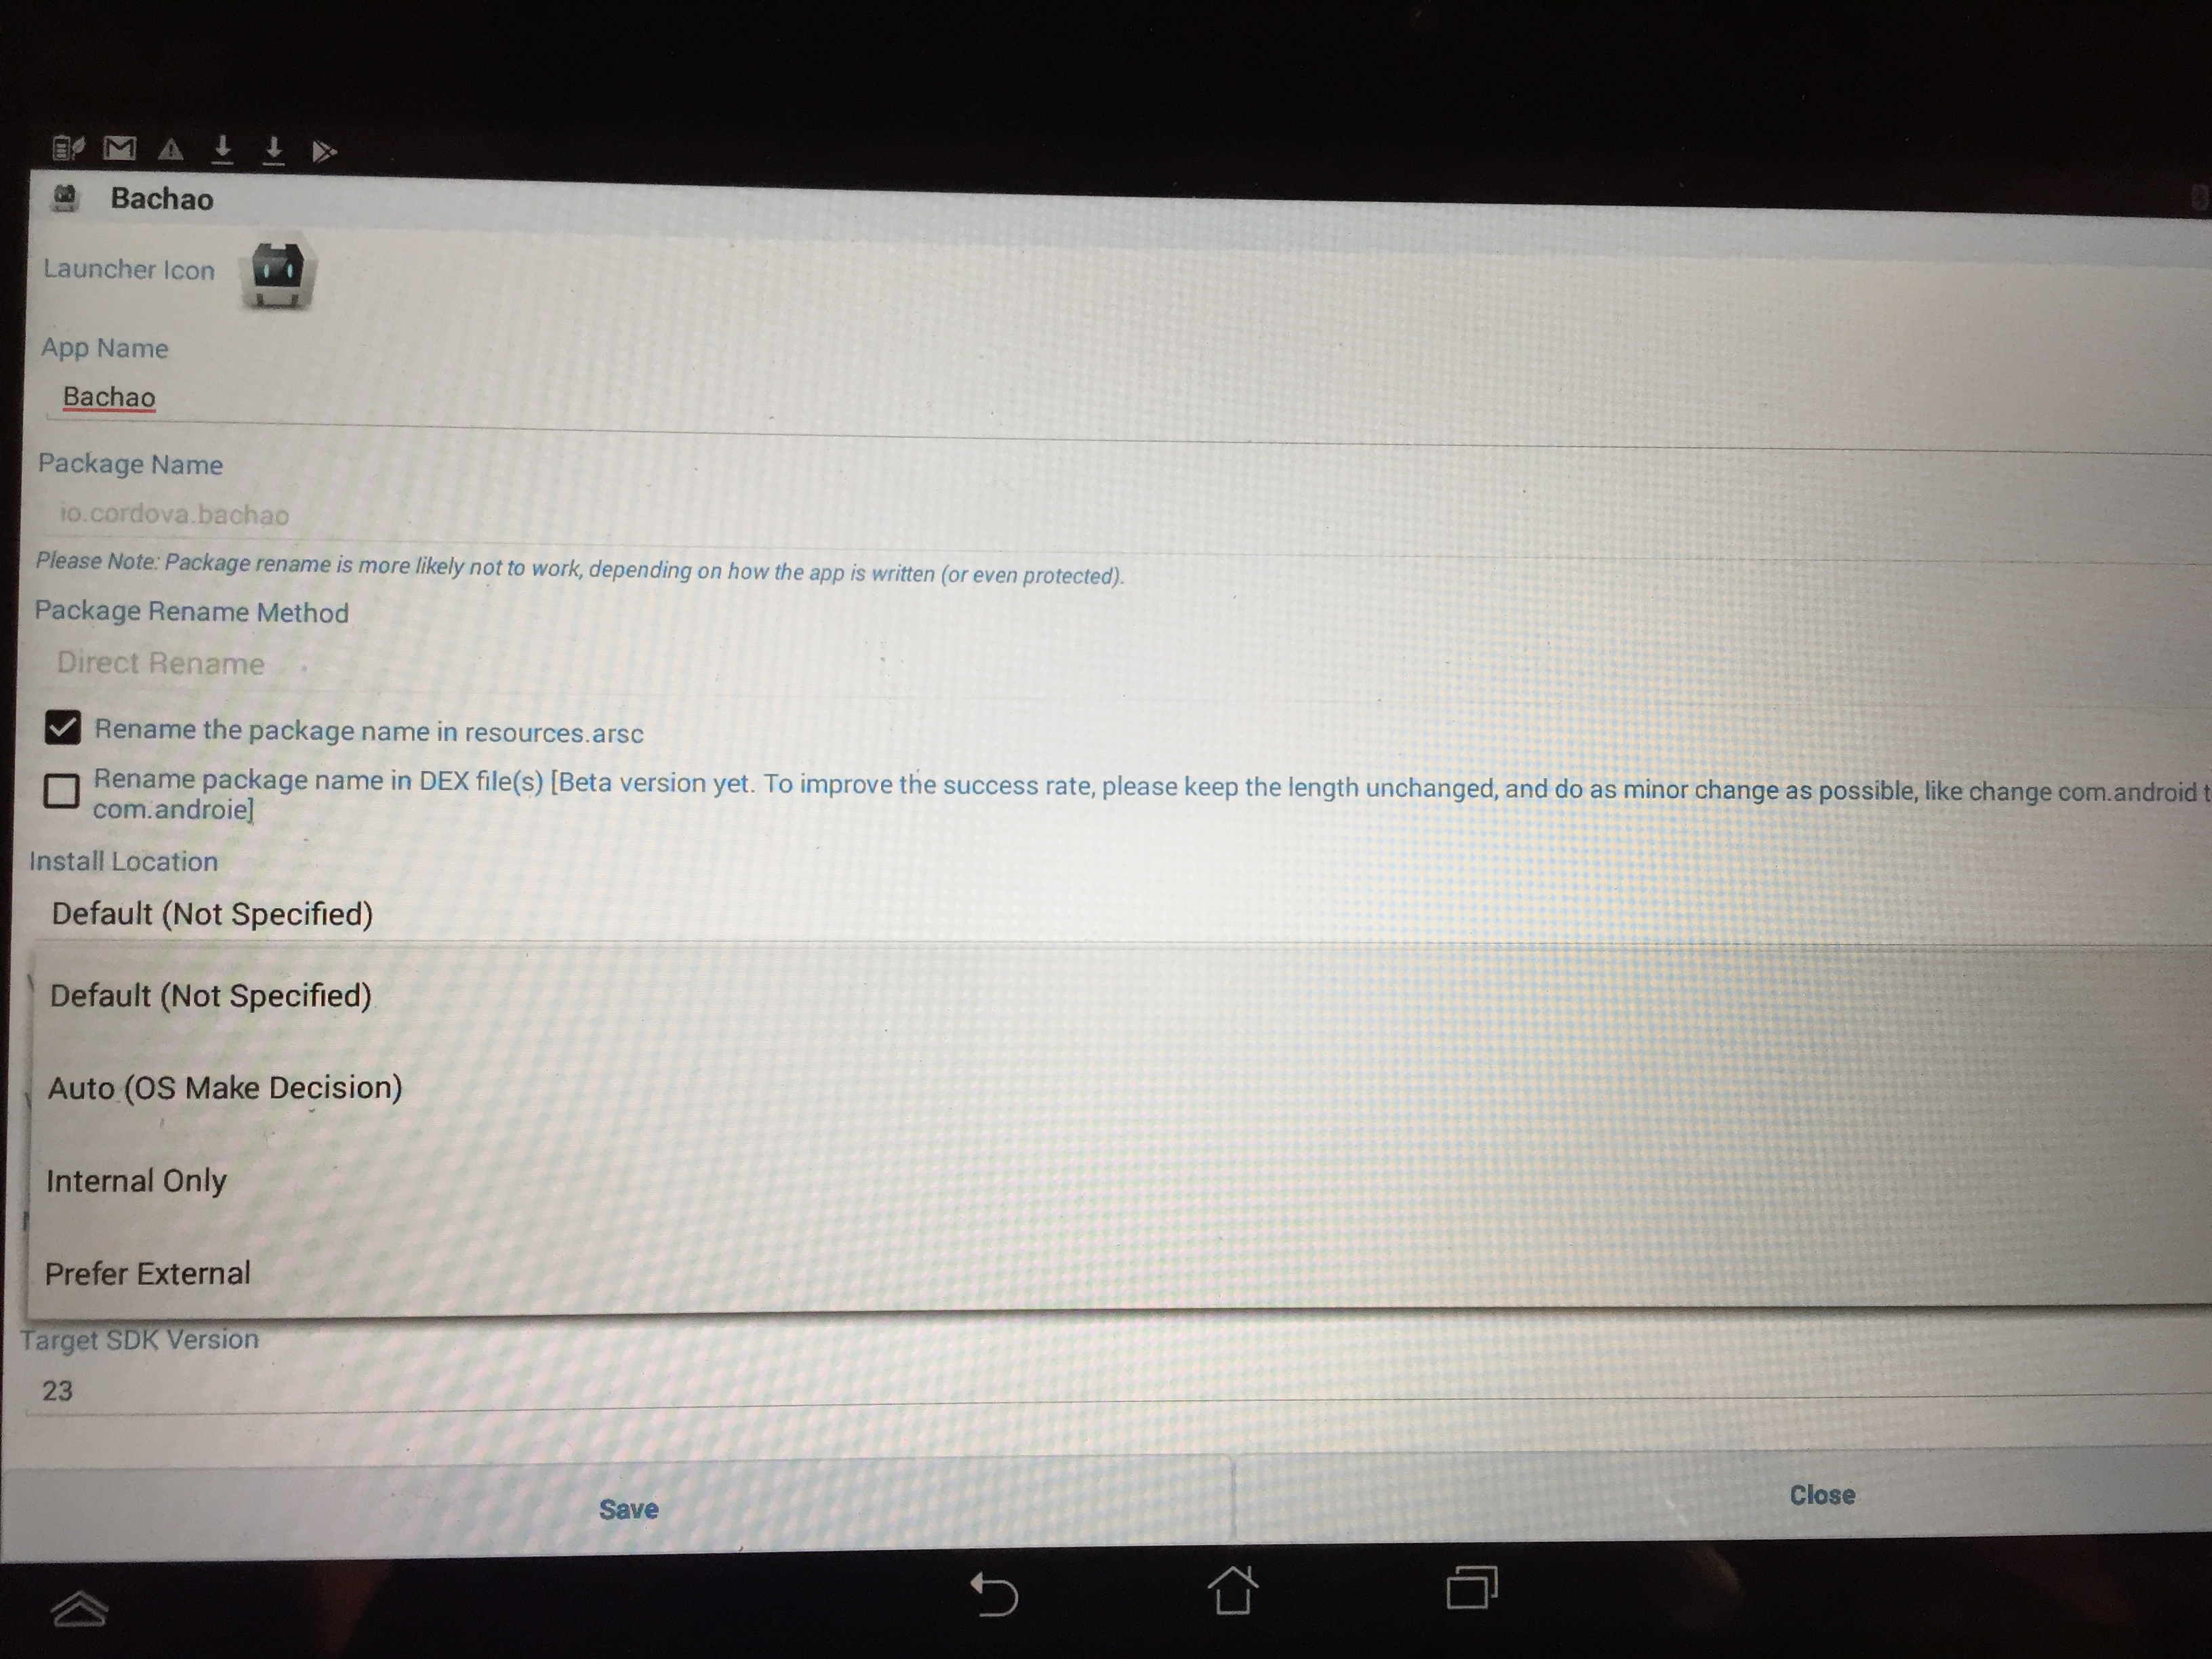 Bachao
Launcher Icon
App Name
Bachao
Package Name
io.cordova.bachao
Please Note: Package rename is more likely not to work, depending on how the app is written (or even protected).
Package Rename Method
Direct Rename
Rename the package name in resources.arsc
Rename package name in DEX file(s) [Beta version yet. To improve the success rate, please keep the length unchanged, and do as minor change as possible, like change com.android t
com.androie]
Install Location
Default (Not Specified)
Default (Not Specified)
Auto (OS Make Decision)
Internal Only
Prefer External
Target SDK Version
23
Save
Close